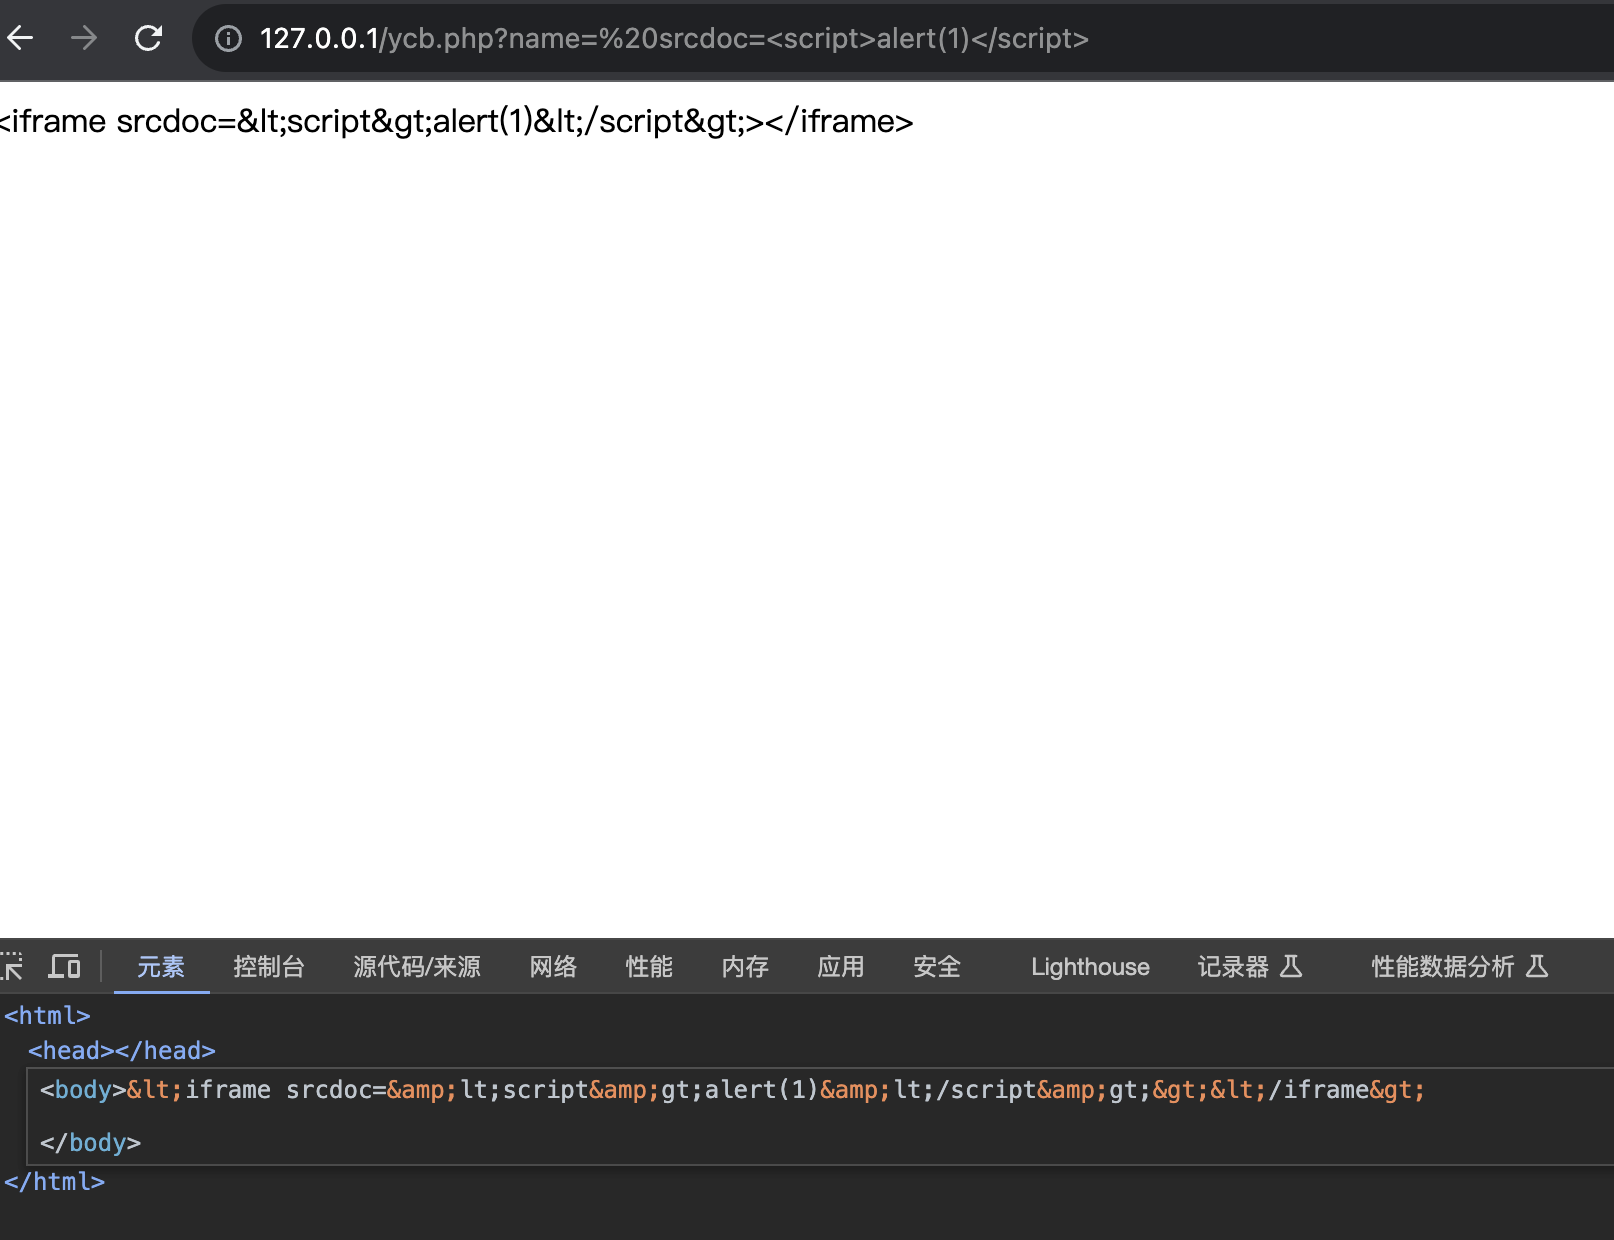 127.0.0.1/ycb.php?name=%20srcdoc=<script>alert(1)</script>
<iframe srcdoc=&lt;script&gt;alert(1)&lt;/script&gt;></iframe>
元素 控制台 源代码/来源 网络 性能 内存 应用 安全 Lighthouse 记录器 性能数据分析
<html>
<head></head>
<body>&lt;iframe srcdoc=&amp;lt;script&amp;gt;alert(1)&amp;lt;/script&amp;gt;&gt;&lt;/iframe&gt;
</body>
</html>